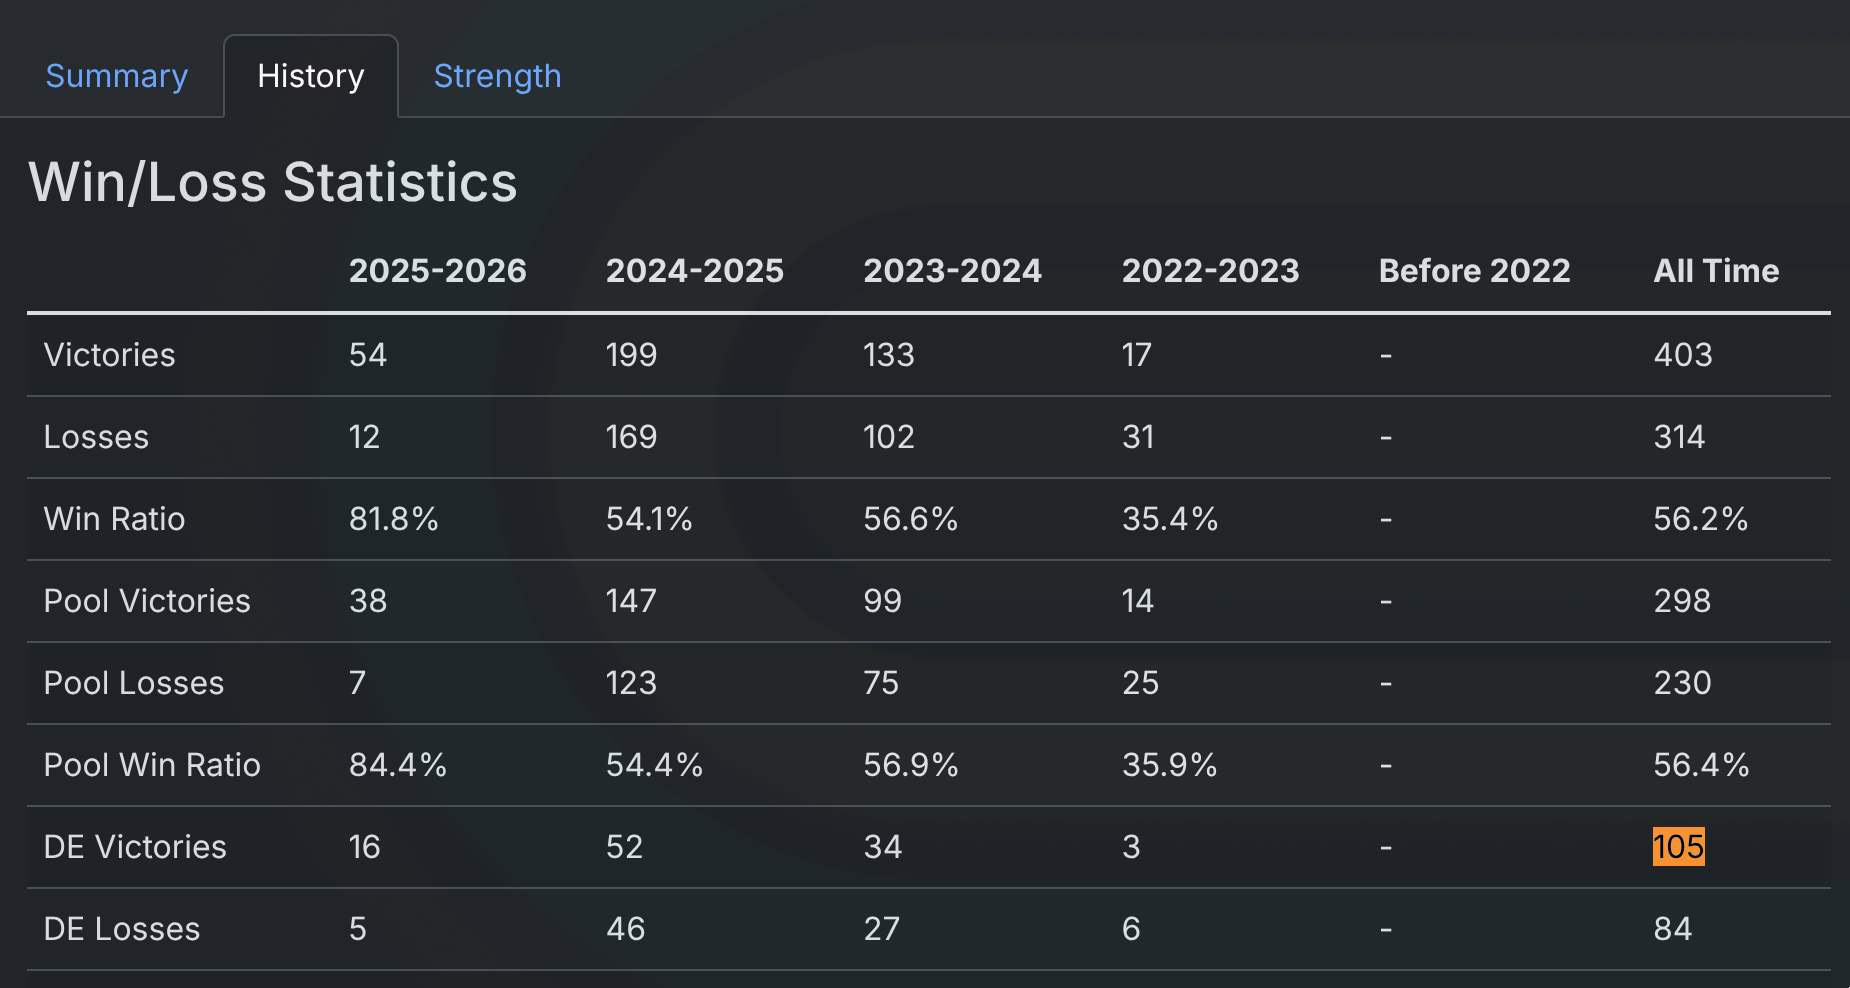 Summary History Strength
Win/Loss Statistics
2025-2026 2024-2025 2023-2024 2022-2023 Before 2022 All Time
Victories 54 199 133 17 - 403
Losses 12 169 102 31 - 314
Win Ratio 81.8% 54.1% 56.6% 35.4% - 56.2%
Pool Victories 38 147 99 14 - 298
Pool Losses 7 123 75 25 - 230
Pool Win Ratio 84.4% 54.4% 56.9% 35.9% - 56.4%
DE Victories 16 52 34 3 - 105
DE Losses 5 46 27 6 - 84